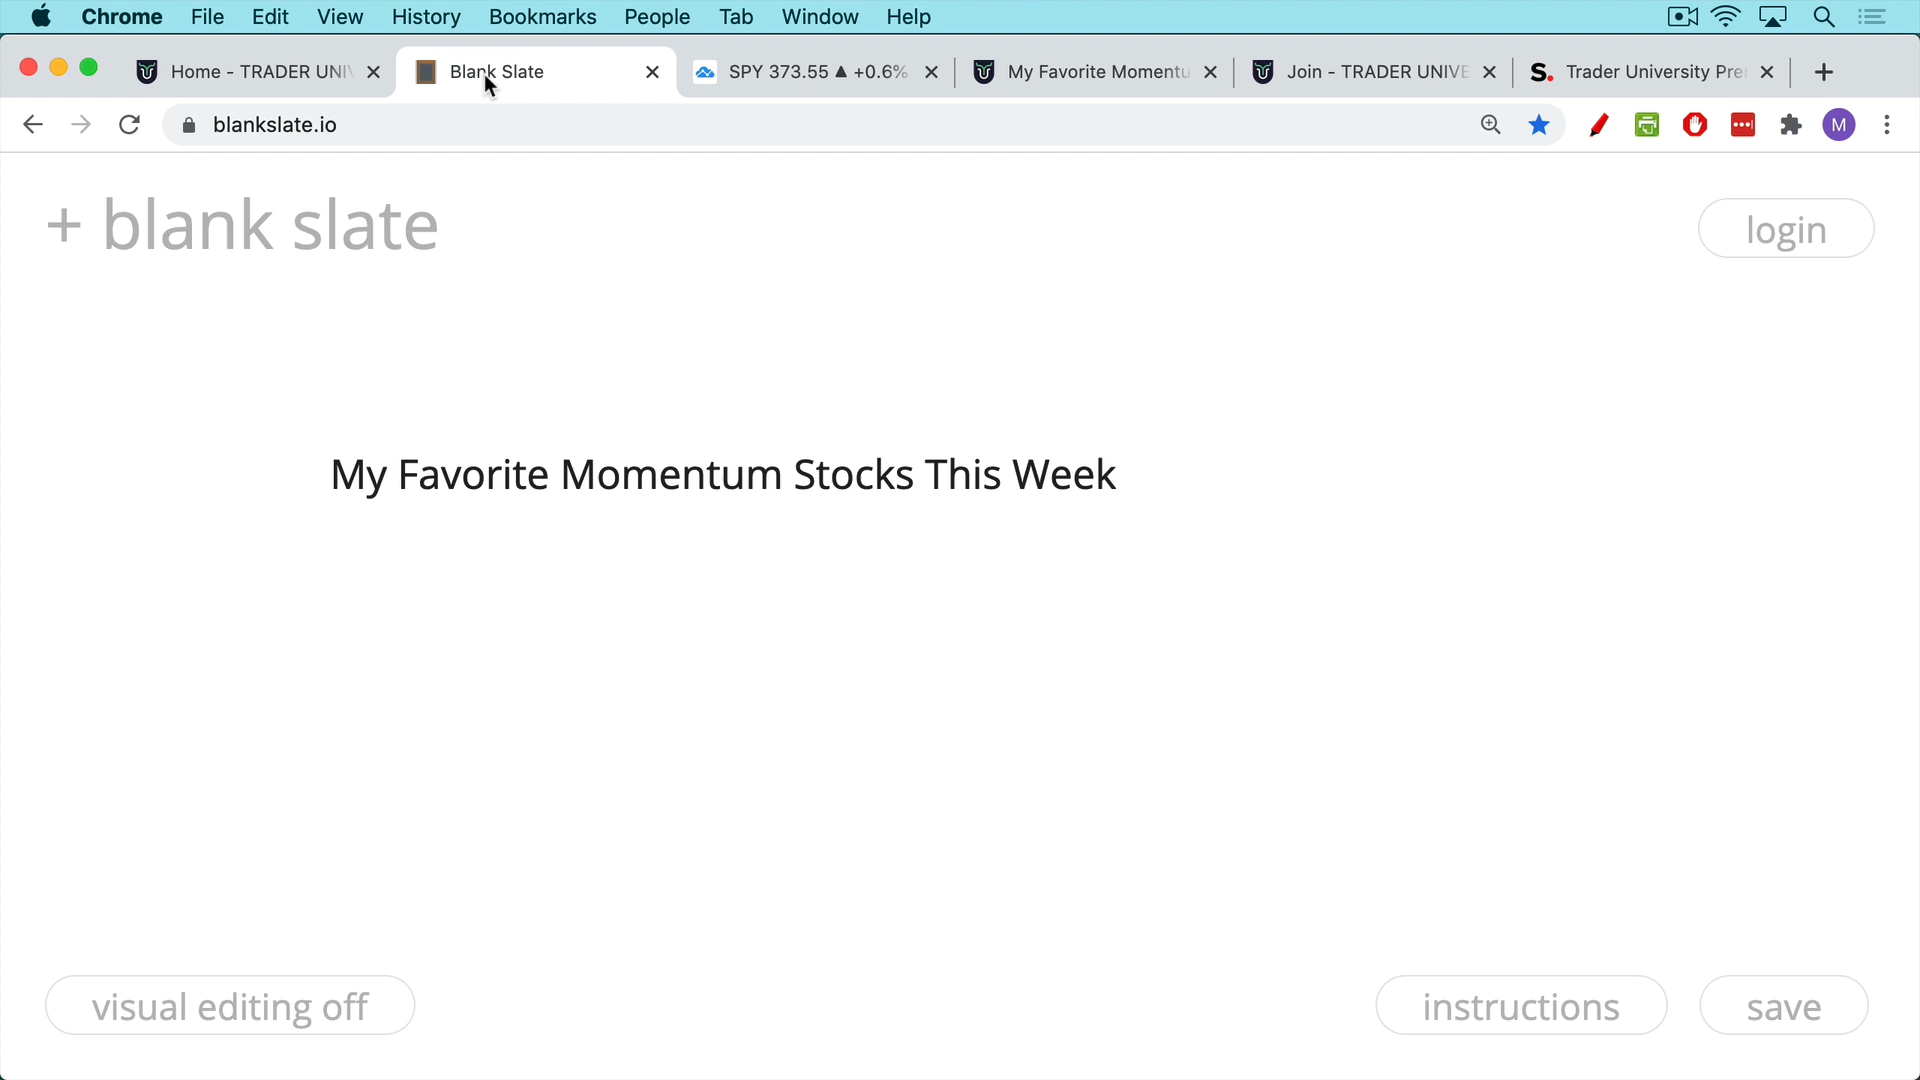 Chrome File Edit View History Bookmarks People Tab Window Help
Home - TRADER UNIV
Blank Slate
SPY 373.55 ▲ +0.6%
My Favorite Momentu
Join - TRADER UNIVE
S. Trader University Pre
blankslate.io
M
+ blank slate
login
My Favorite Momentum Stocks This Week
visual editing off
instructions
save